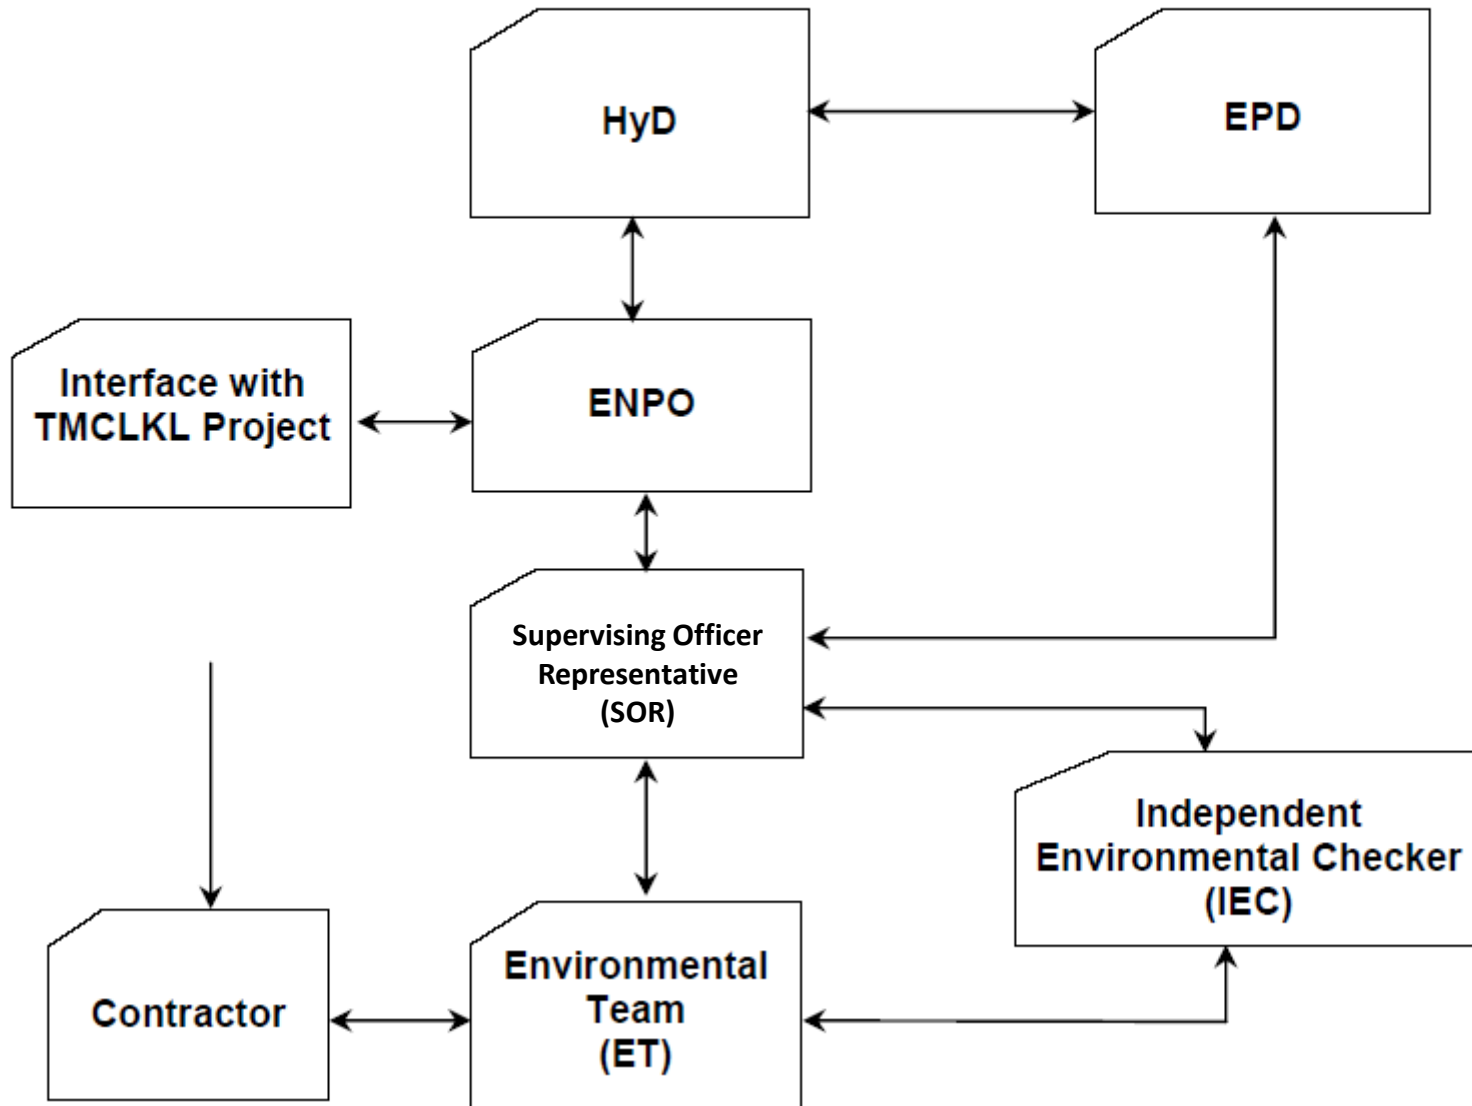 HyD
EPD
Interface with
TMCLKL Project
ENPO
Supervising Officer
Representative
(SOR)
Independent
Environmental Checker
(IEC)
Contractor
Environmental
Team
(ET)